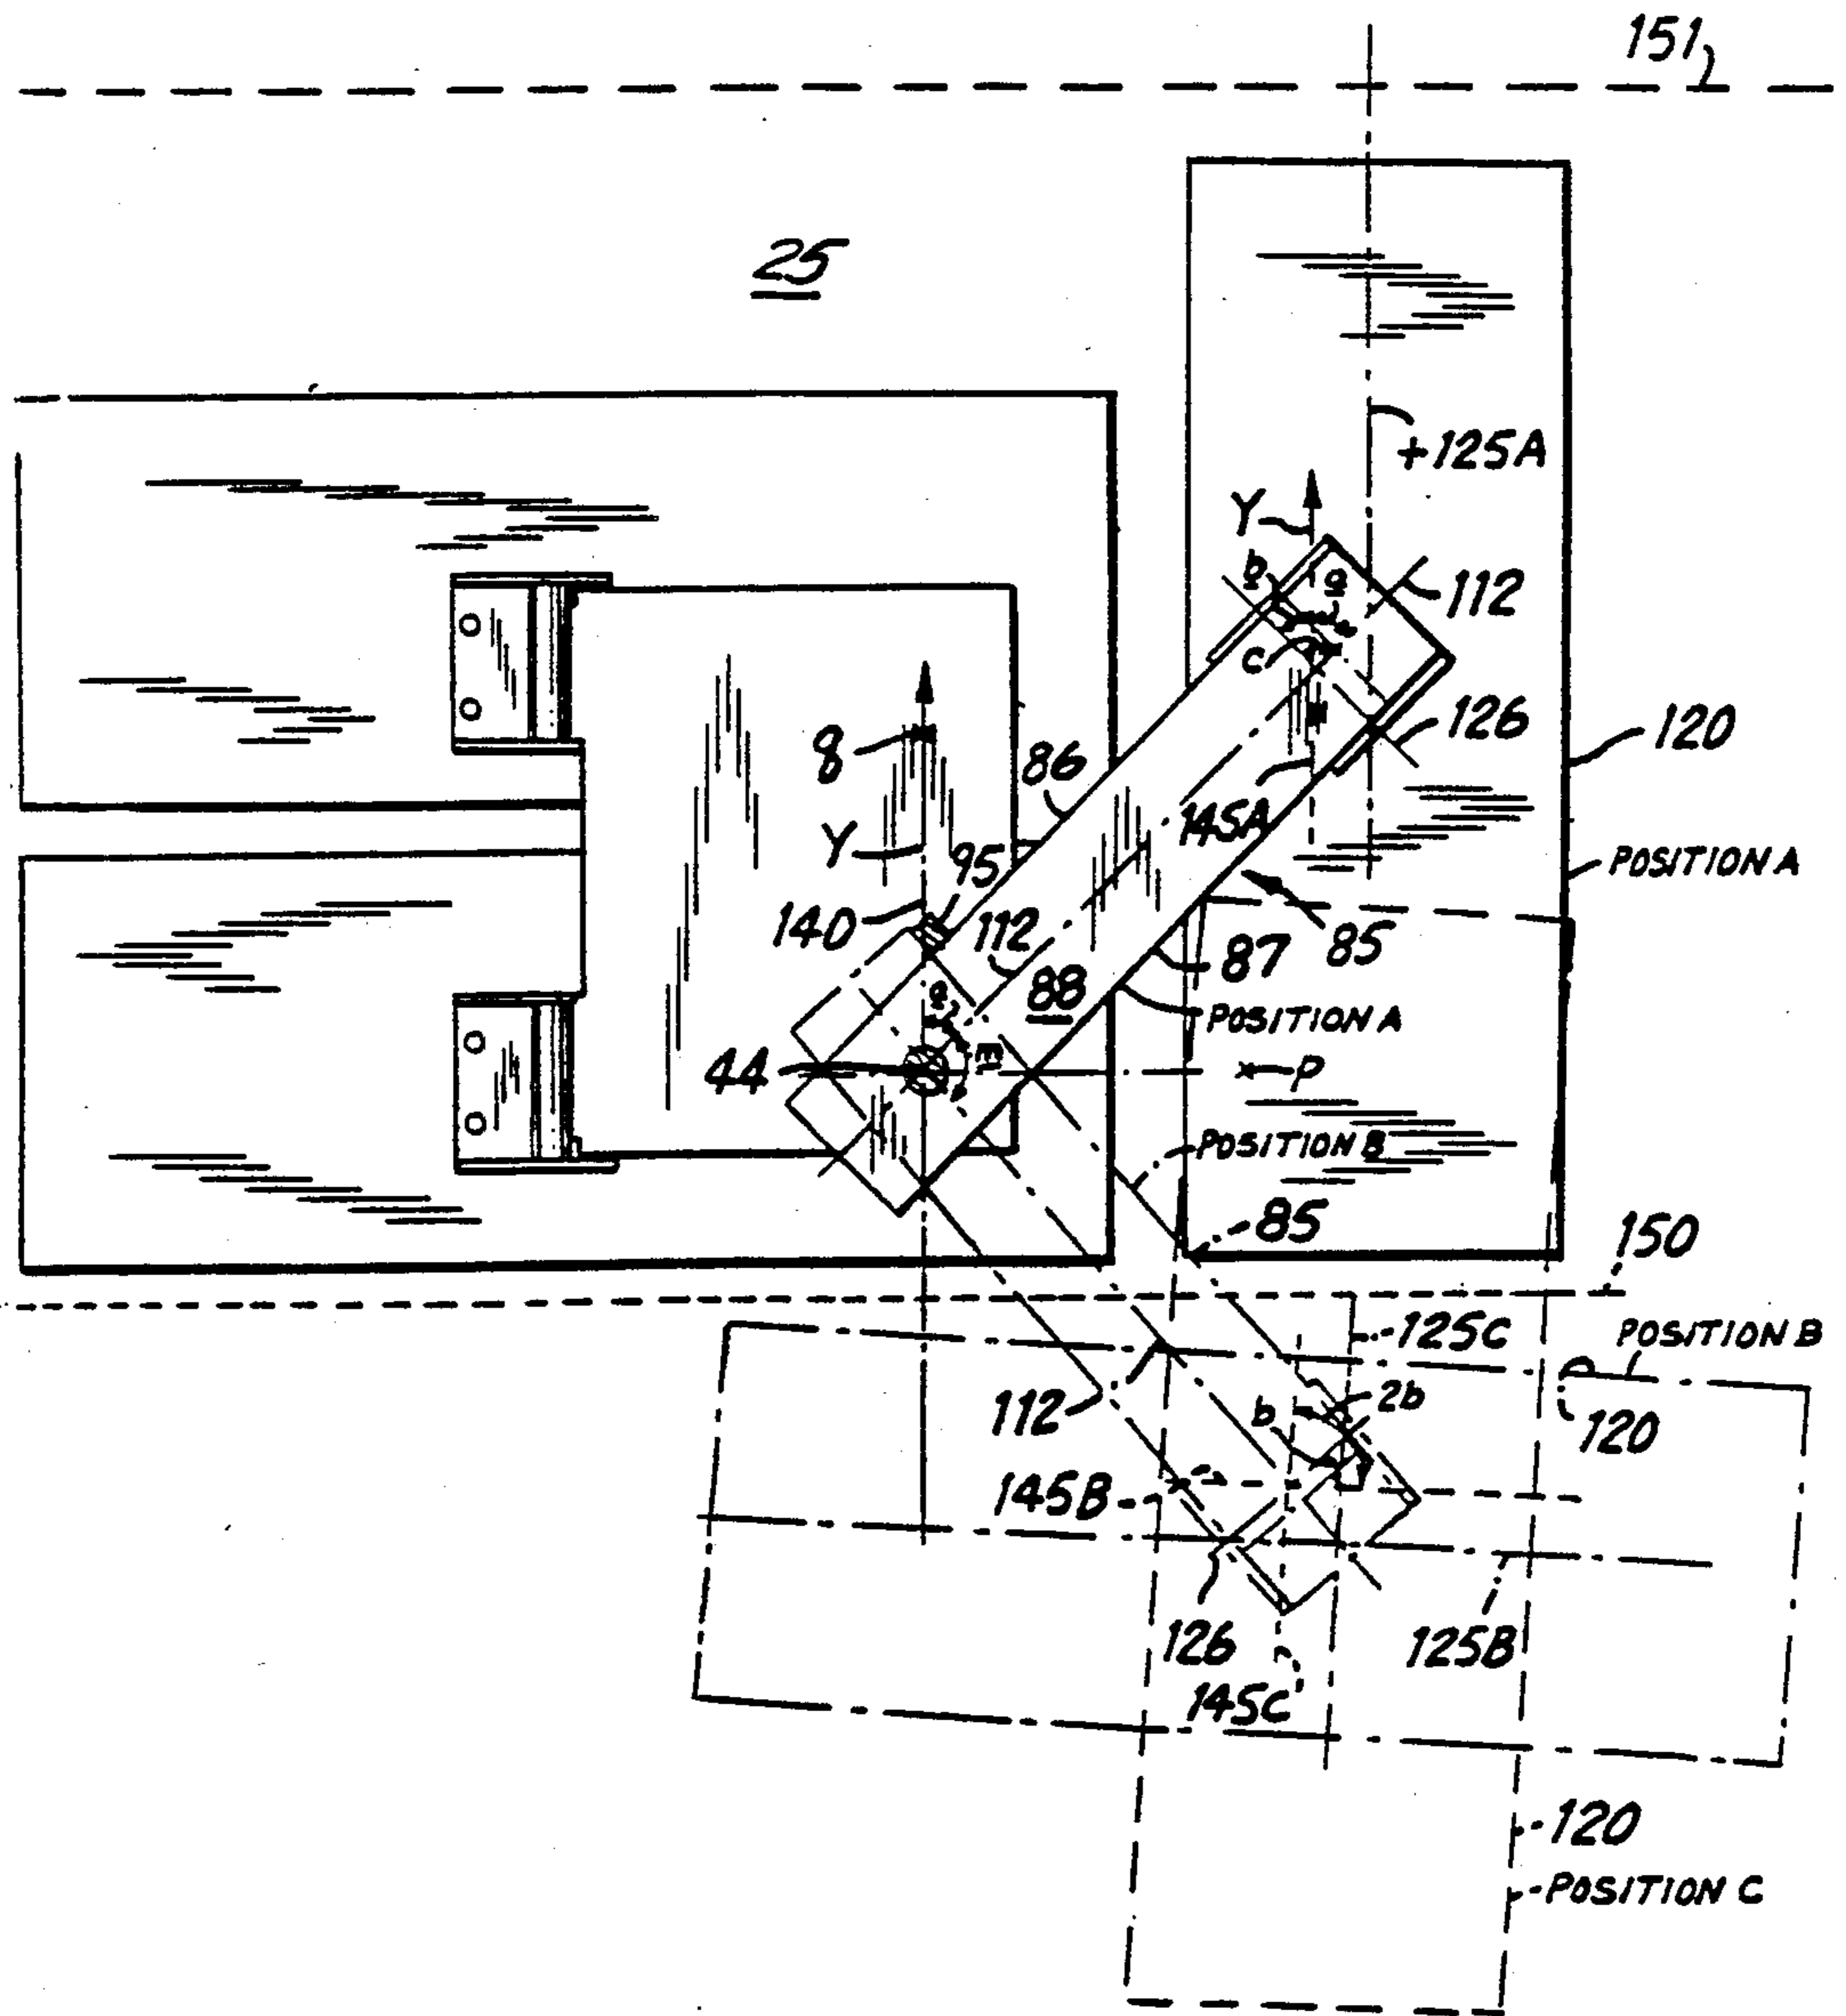 151
25
+125A
Y
b
a
112
c
126
120
8
86
145A
Y
95
POSITION A
140
112
85
87
88
a
POSITION A
m
44
P
POSITION B
85
150
125C
POSITION B
112
b
2b
120
145B
126
125B
145C
120
POSITION C